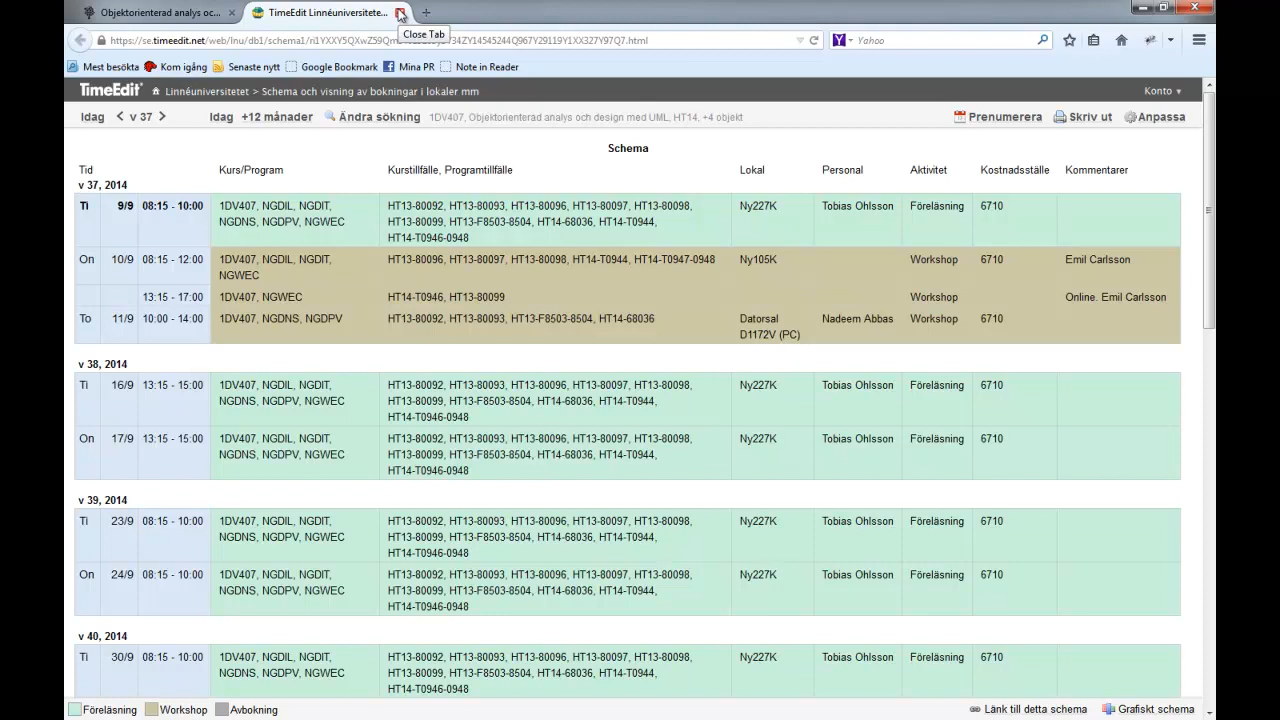 Objektorienterad analys oc...
TimeEdit Linnéuniversitete...
Close Tab
Yahoo
Mest besökta Kom igång Senaste nytt Google Bookmark Mina PR Note in Reader
TimeEdit Linnéuniversitetet > Schema och visning av bokningar i lokaler mm Konto
Idag < v 37 > Idag +12 månader Ändra sökning 1DV407, Objektorienterad analys och design med UML, HT14, +4 objekt Prenumerera Skriv ut Anpassa
Schema
Tid Kurs/Program Kurstillfälle, Programtillfälle Lokal Personal Aktivitet Kostnadsställe Kommentarer
v 37, 2014
Ti 9/9 08:15 - 10:00 1DV407, NGDIL, NGDIT, HT13-80092, HT13-80093, HT13-80096, HT13-80097, HT13-80098, Ny227K Tobias Ohlsson Föreläsning 6710
NGDNS, NGDPV, NGWEC HT13-80099, HT13-F8503-8504, HT14-68036, HT14-T0944,
HT14-T0946-0948
On 10/9 08:15 - 12:00 1DV407, NGDIL, NGDIT, HT13-80096, HT13-80097, HT13-80098, HT14-T0944, HT14-T0947-0948 Ny105K Workshop 6710 Emil Carlsson
NGWEC
13:15 - 17:00 1DV407, NGWEC HT14-T0946, HT13-80099 Workshop Online. Emil Carlsson
To 11/9 10:00 - 14:00 1DV407, NGDNS, NGDPV HT13-80092, HT13-80093, HT13-F8503-8504, HT14-68036 Datorsal Nadeem Abbas Workshop 6710
D1172V (PC)
v 38, 2014
Ti 16/9 13:15 - 15:00 1DV407, NGDIL, NGDIT, HT13-80092, HT13-80093, HT13-80096, HT13-80097, HT13-80098, Ny227K Tobias Ohlsson Föreläsning 6710
NGDNS, NGDPV, NGWEC HT13-80099, HT13-F8503-8504, HT14-68036, HT14-T0944,
HT14-T0946-0948
On 17/9 13:15 - 15:00 1DV407, NGDIL, NGDIT, HT13-80092, HT13-80093, HT13-80096, HT13-80097, HT13-80098, Ny227K Tobias Ohlsson Föreläsning 6710
NGDNS, NGDPV, NGWEC HT13-80099, HT13-F8503-8504, HT14-68036, HT14-T0944,
HT14-T0946-0948
v 39, 2014
Ti 23/9 08:15 - 10:00 1DV407, NGDIL, NGDIT, HT13-80092, HT13-80093, HT13-80096, HT13-80097, HT13-80098, Ny227K Tobias Ohlsson Föreläsning 6710
NGDNS, NGDPV, NGWEC HT13-80099, HT13-F8503-8504, HT14-68036, HT14-T0944,
HT14-T0946-0948
On 24/9 08:15 - 10:00 1DV407, NGDIL, NGDIT, HT13-80092, HT13-80093, HT13-80096, HT13-80097, HT13-80098, Ny227K Tobias Ohlsson Föreläsning 6710
NGDNS, NGDPV, NGWEC HT13-80099, HT13-F8503-8504, HT14-68036, HT14-T0944,
HT14-T0946-0948
v 40, 2014
Ti 30/9 08:15 - 10:00 1DV407, NGDIL, NGDIT, HT13-80092, HT13-80093, HT13-80096, HT13-80097, HT13-80098, Ny227K Tobias Ohlsson Föreläsning 6710
NGDNS, NGDPV, NGWEC HT13-80099, HT13-F8503-8504, HT14-68036, HT14-T0944,
HT14-T0946-0948
Föreläsning Workshop Avbokning Länk till detta schema Grafiskt schema